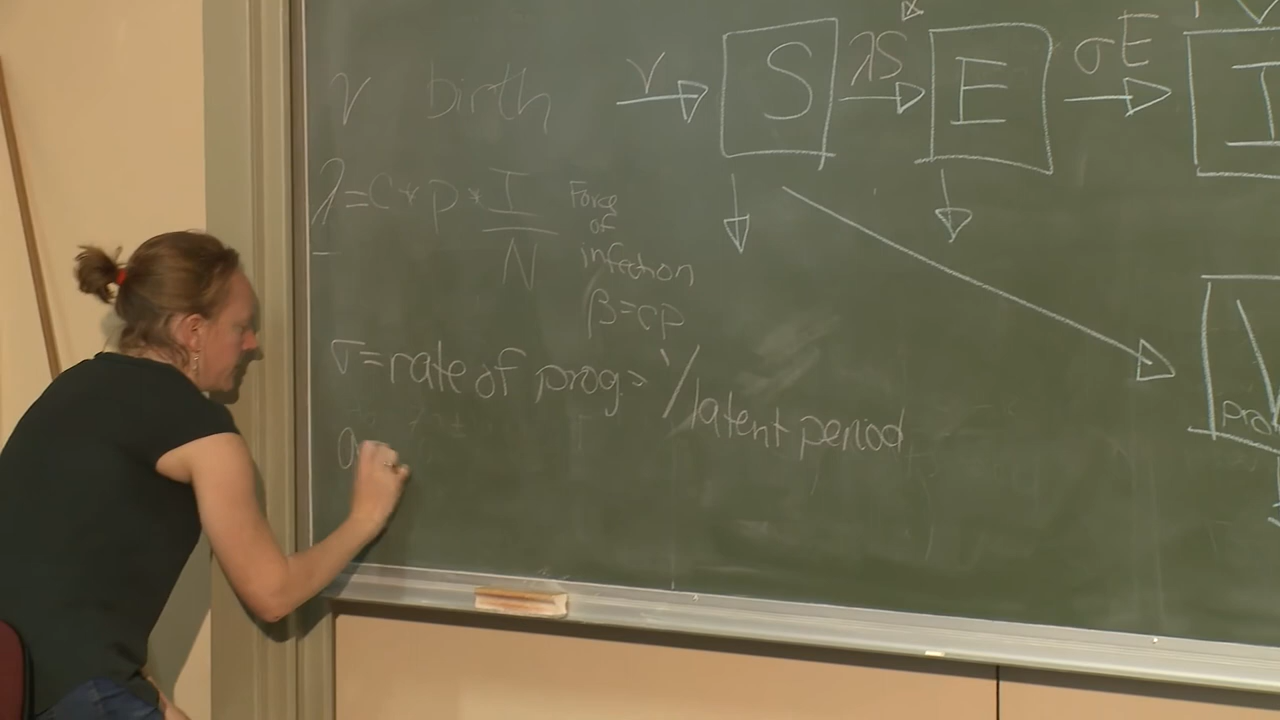 γ birth
ν
S
λS
E
σE
I
λ=c*p*I/N
Force
of
infection
β=cp
σ=rate of prog = 1/latent period